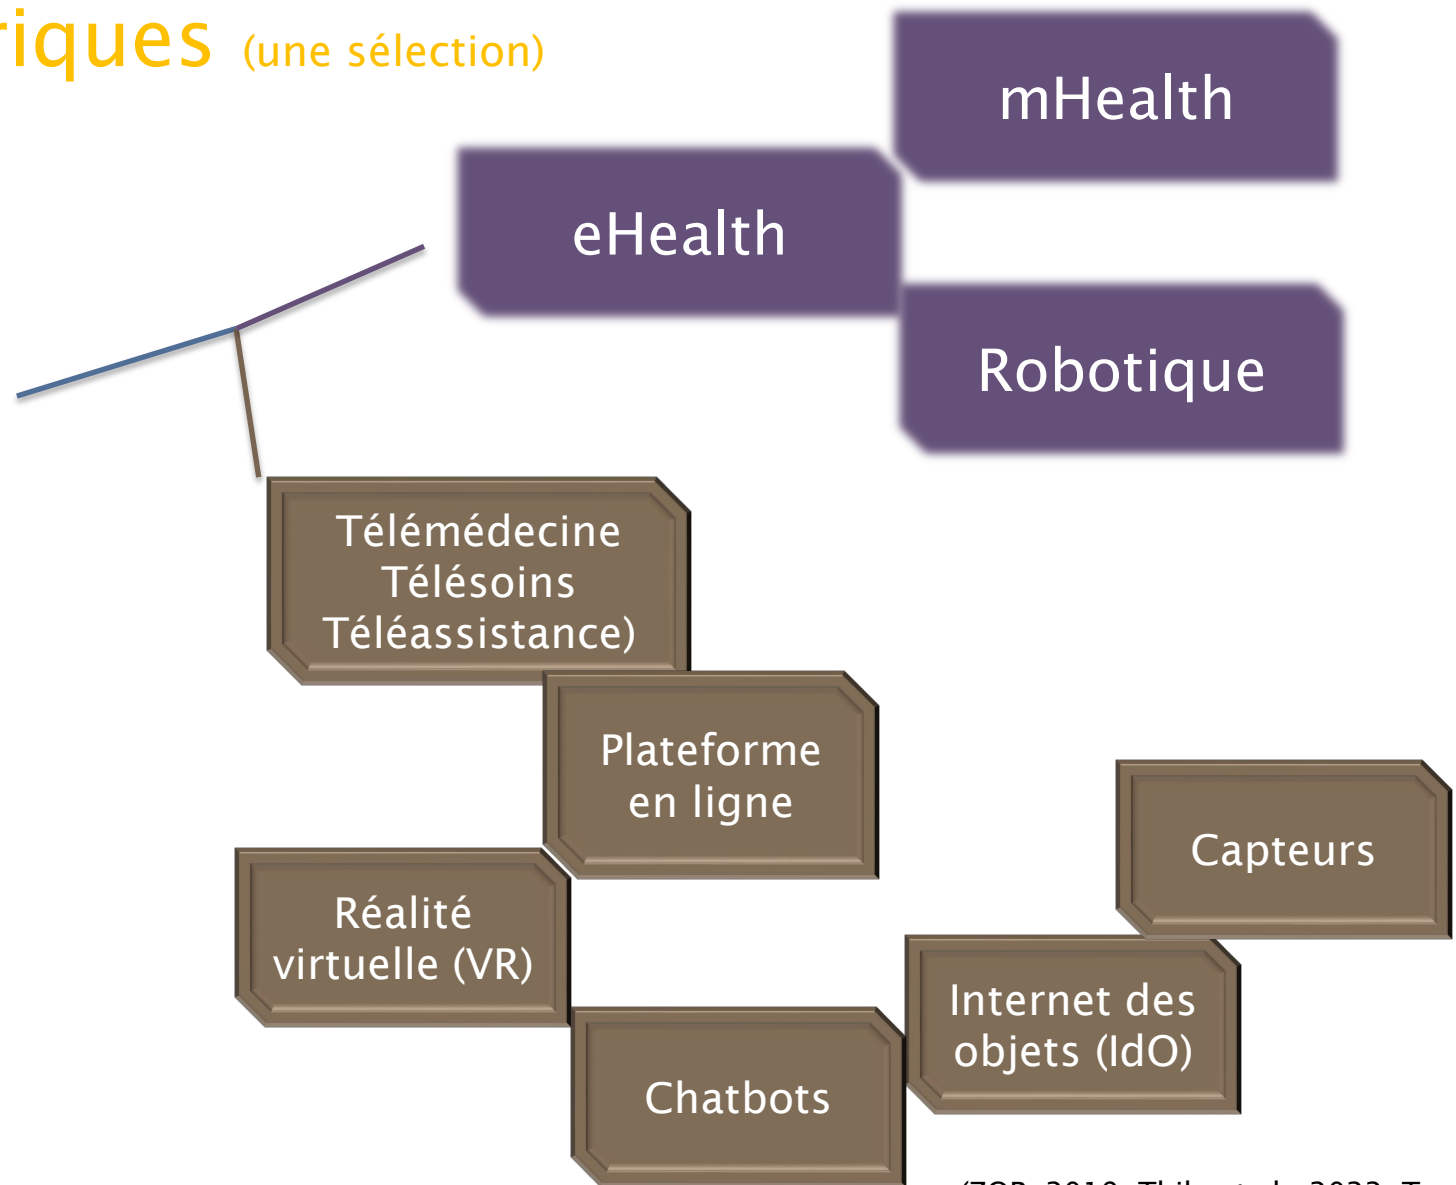 riques (une sélection)
mHealth
eHealth
Robotique
Télémédecine
Télésoins
Téléassistance)
Plateforme
en ligne
Capteurs
Réalité
virtuelle (VR)
Internet des
objets (IdO)
Chatbots